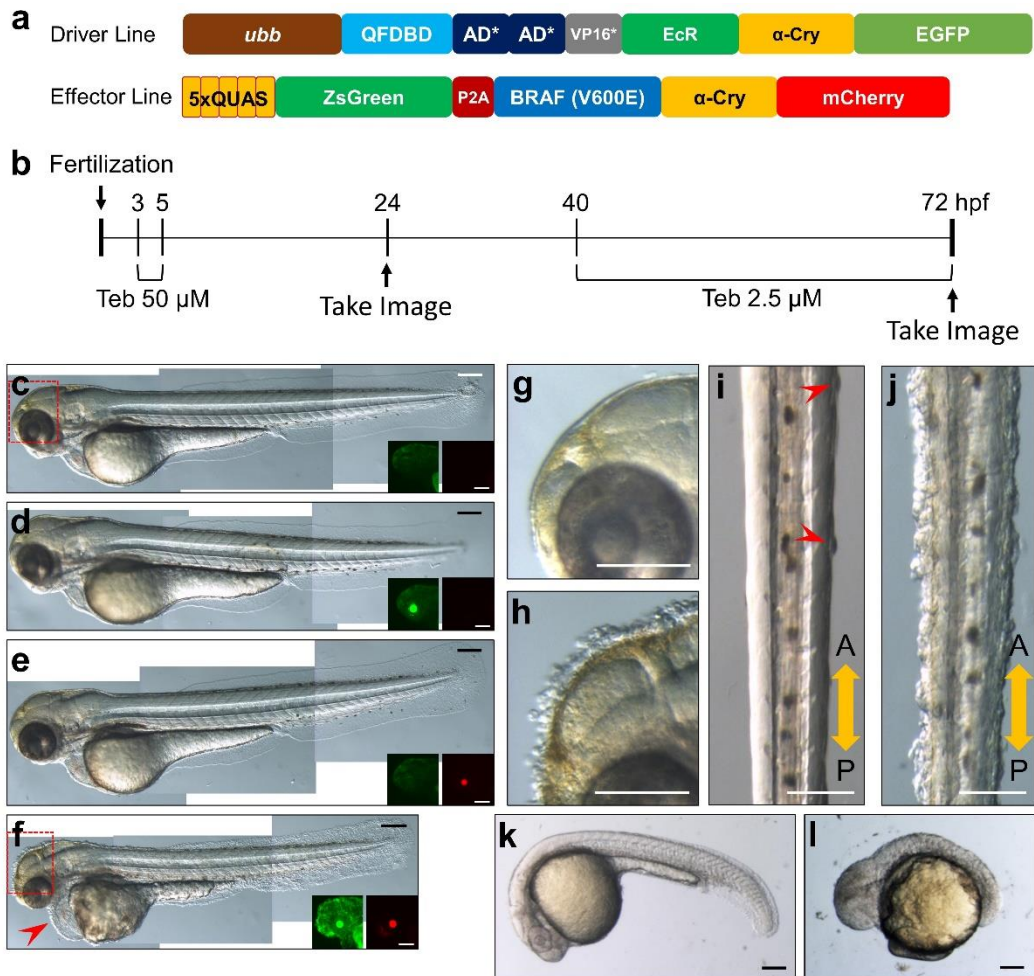 a
Driver Line ubb QFDBD AD* AD* VP16* EcR α-Cry EGFP
Effector Line 5xQUAS ZsGreen P2A BRAF (V600E) α-Cry mCherry
b Fertilization
3 5 24 40 72 hpf
Teb 50 µM Take Image Teb 2.5 µM
Take Image
c g i j
d
h
A A
e
P P
f k l